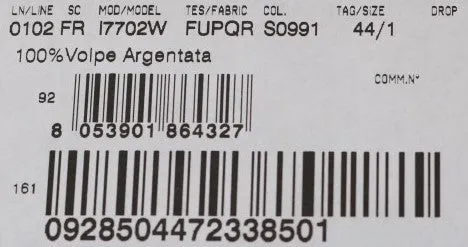 LN/LINE SC MOD/MODEL TES/FABRIC COL. TAG/SIZE DROP
0102 FR I7702W FUPQR S0991 44/1
100%Volpe Argentata
COMM.N°
92
8 053901 864327
161
0928504472338501